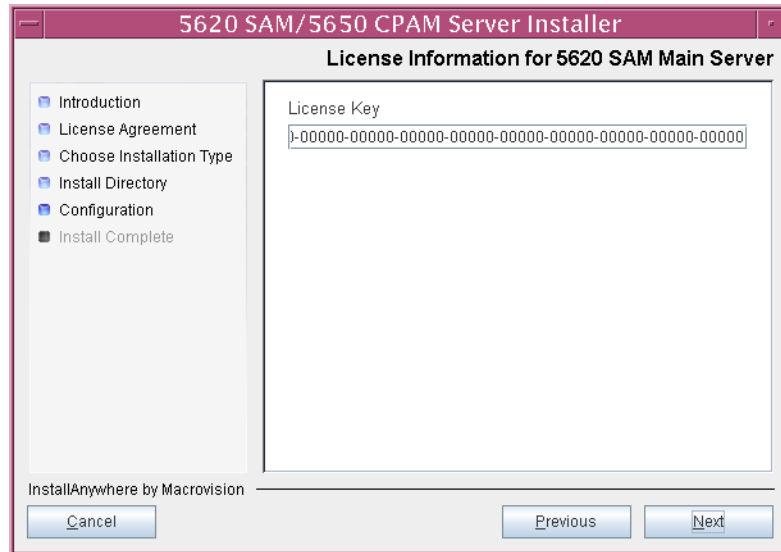 5620 SAM/5650 CPAM Server Installer
License Information for 5620 SAM Main Server
Introduction
License Agreement
Choose Installation Type
Install Directory
Configuration
Install Complete
License Key
)-00000-00000-00000-00000-00000-00000-00000-00000-00000
InstallAnywhere by Macrovision
Cancel
Previous
Next